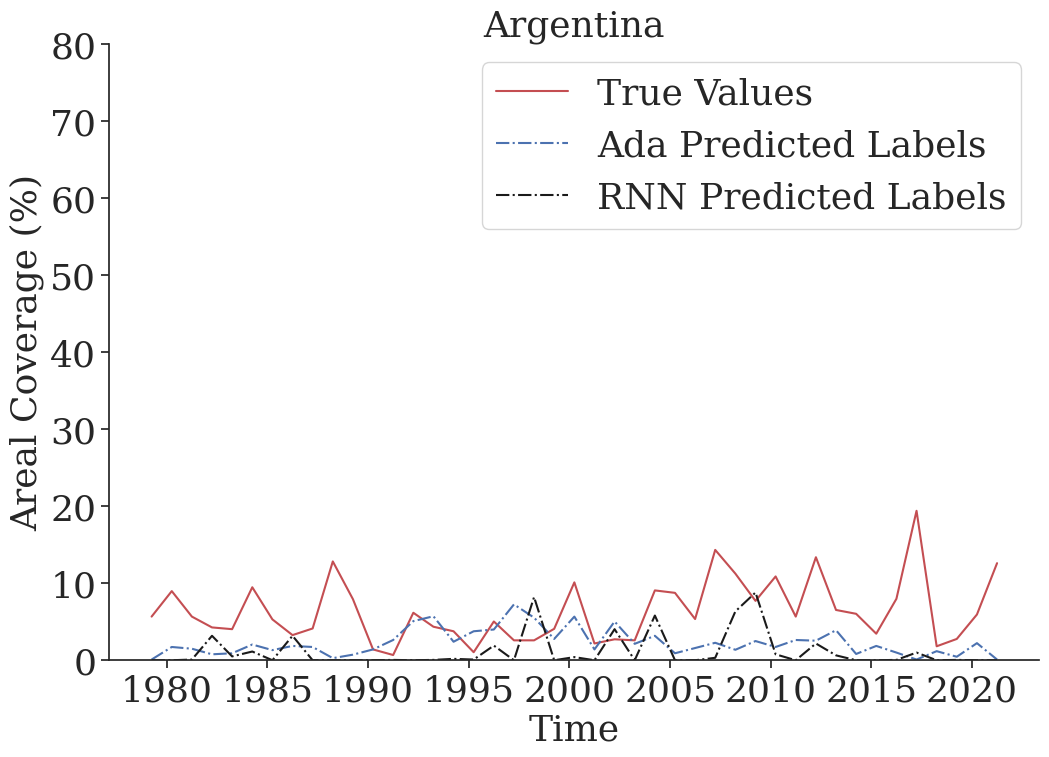 Argentina
True Values
Ada Predicted Labels
RNN Predicted Labels
Areal Coverage (%)
80
70
60
50
40
30
20
10
0
1980 1985 1990 1995 2000 2005 2010 2015 2020
Time